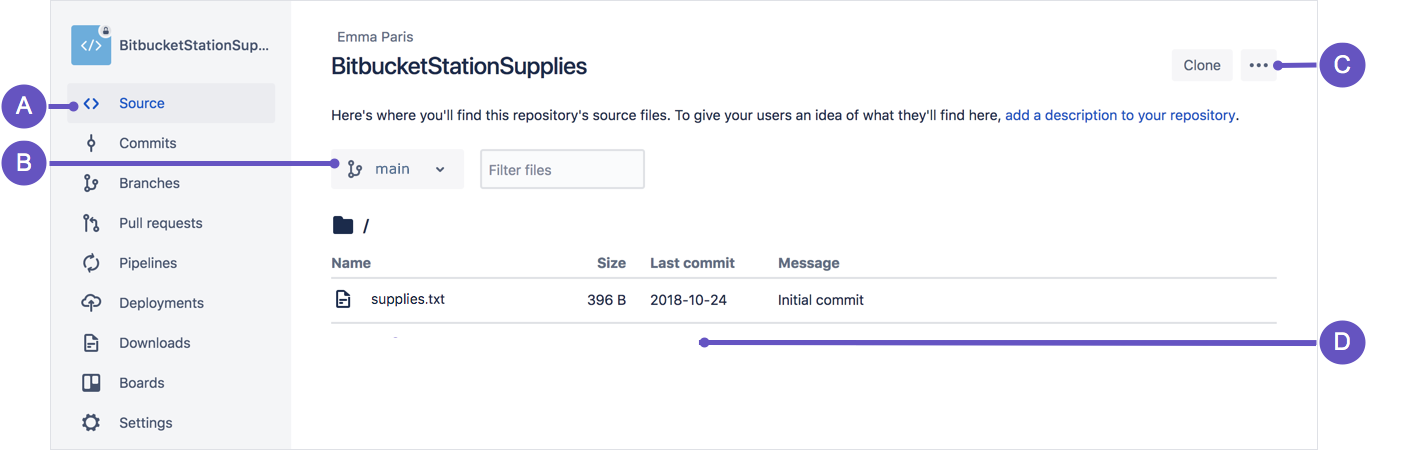 BitbucketStationSup...
Source
Commits
Branches
Pull requests
Pipelines
Deployments
Downloads
Boards
Settings
Emma Paris
BitbucketStationSupplies
Clone
Here's where you'll find this repository's source files. To give your users an idea of what they'll find here, add a description to your repository.
main Filter files
/
Name Size Last commit Message
supplies.txt 396 B 2018-10-24 Initial commit
A
B
C
D